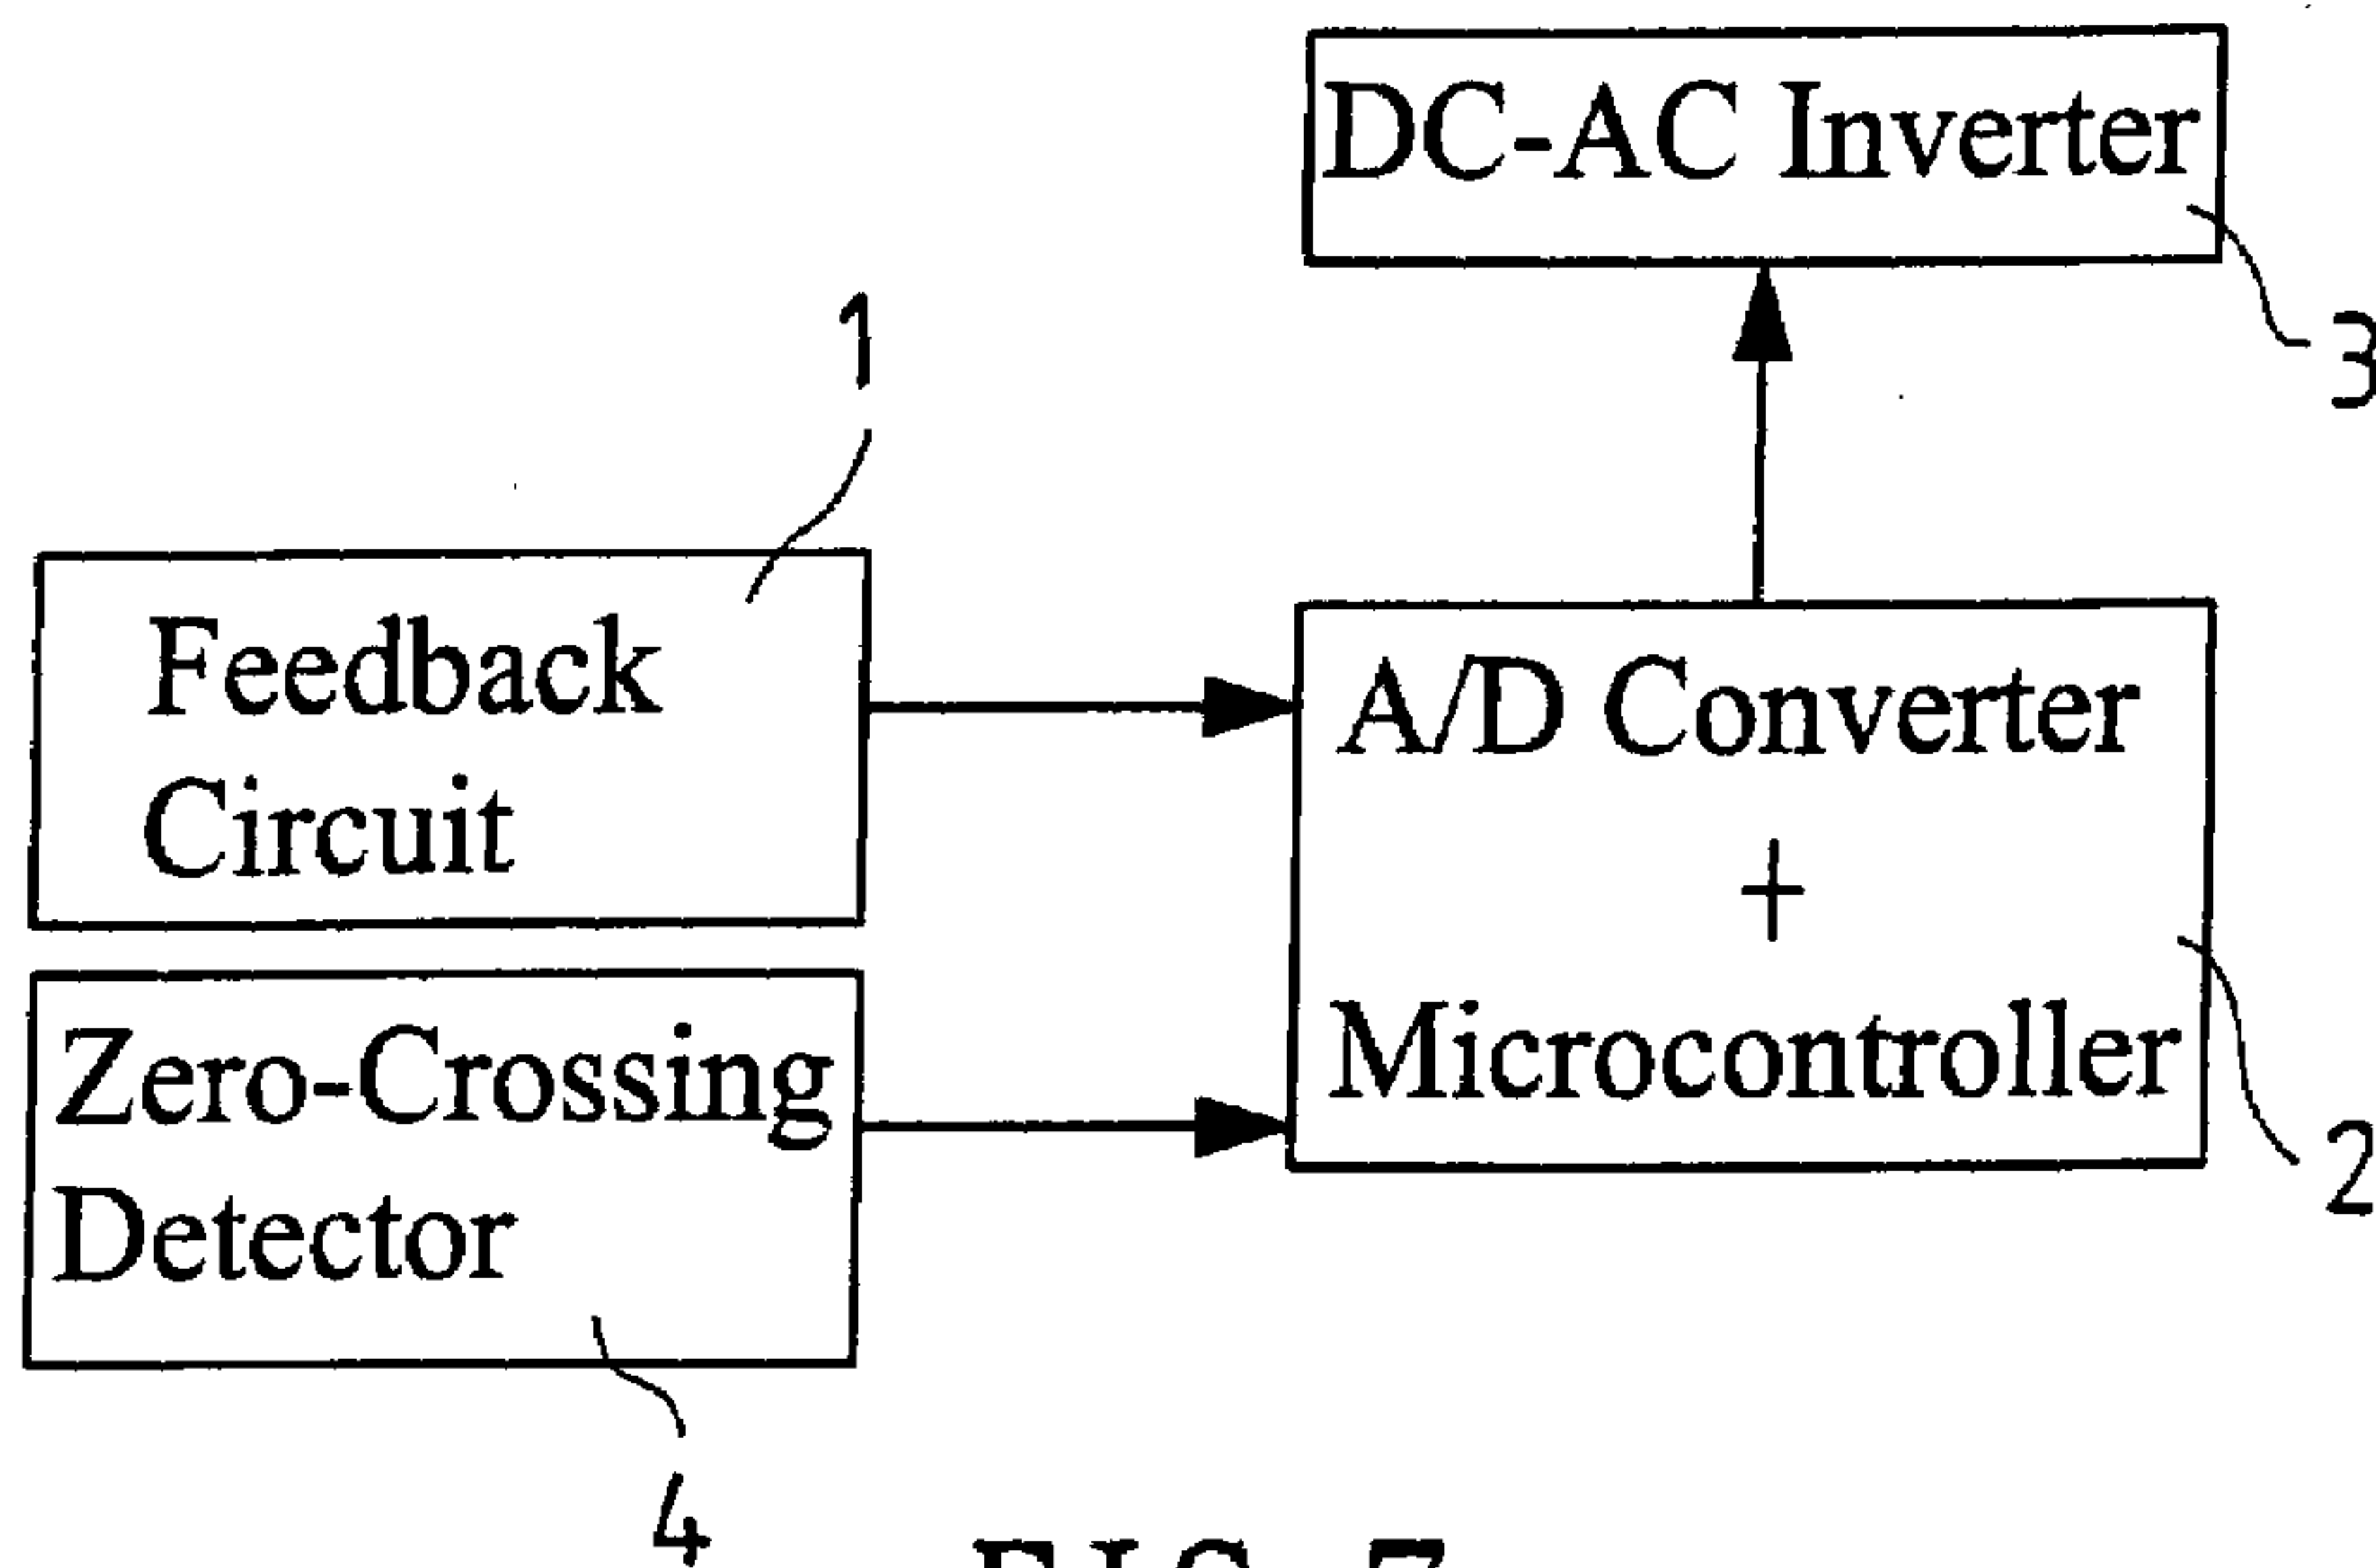 DC-AC Inverter
3
1
Feedback
Circuit
A/D Converter
+
Microcontroller
2
Zero-Crossing
Detector
4